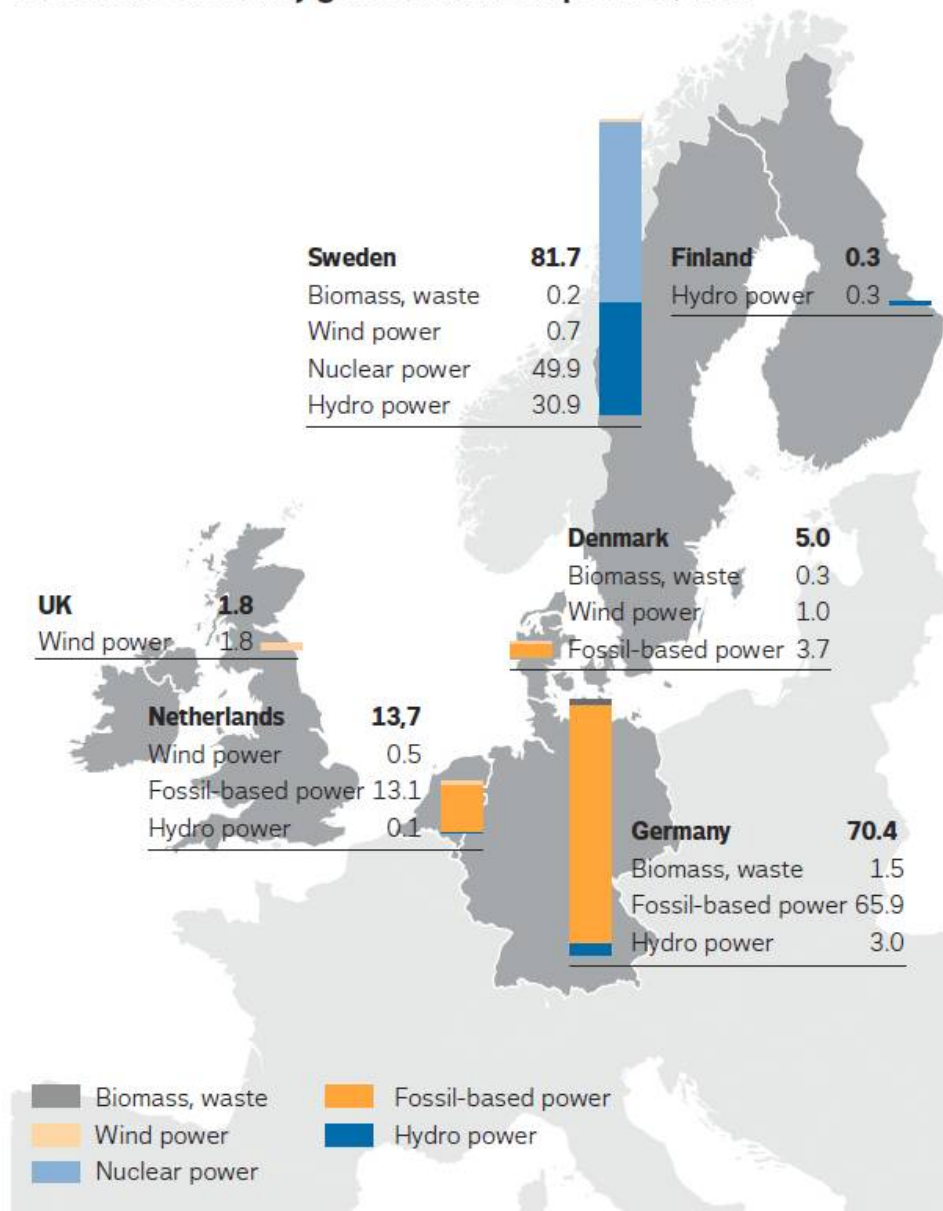 Sweden 81.7
Biomass, waste 0.2
Wind power 0.7
Nuclear power 49.9
Hydro power 30.9
Finland 0.3
Hydro power 0.3
Denmark 5.0
Biomass, waste 0.3
Wind power 1.0
Fossil-based power 3.7
UK 1.8
Wind power 1.8
Netherlands 13,7
Wind power 0.5
Fossil-based power 13.1
Hydro power 0.1
Germany 70.4
Biomass, waste 1.5
Fossil-based power 65.9
Hydro power 3.0
Biomass, waste
Wind power
Nuclear power
Fossil-based power
Hydro power